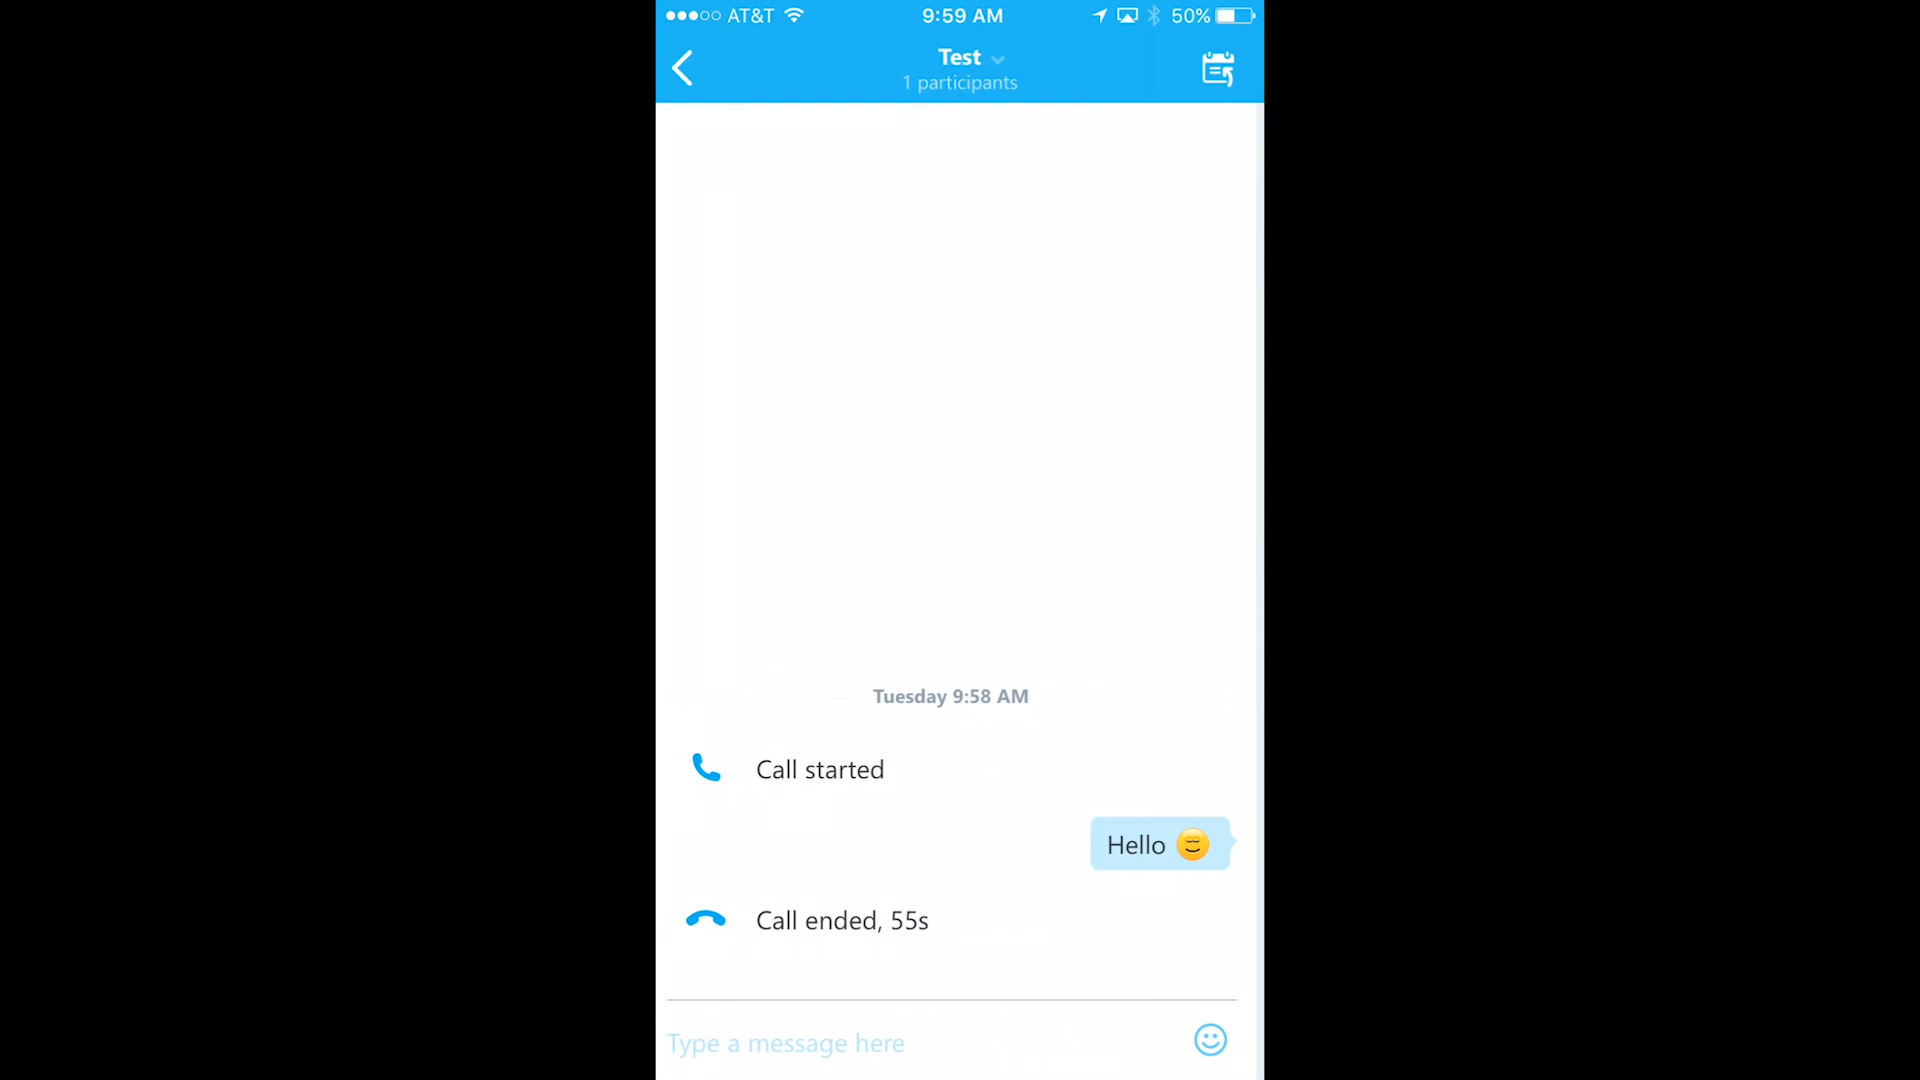 AT&T 9:59 AM 50%
Test
1 participants
Tuesday 9:58 AM
Call started
Hello 😌
Call ended, 55s
Type a message here